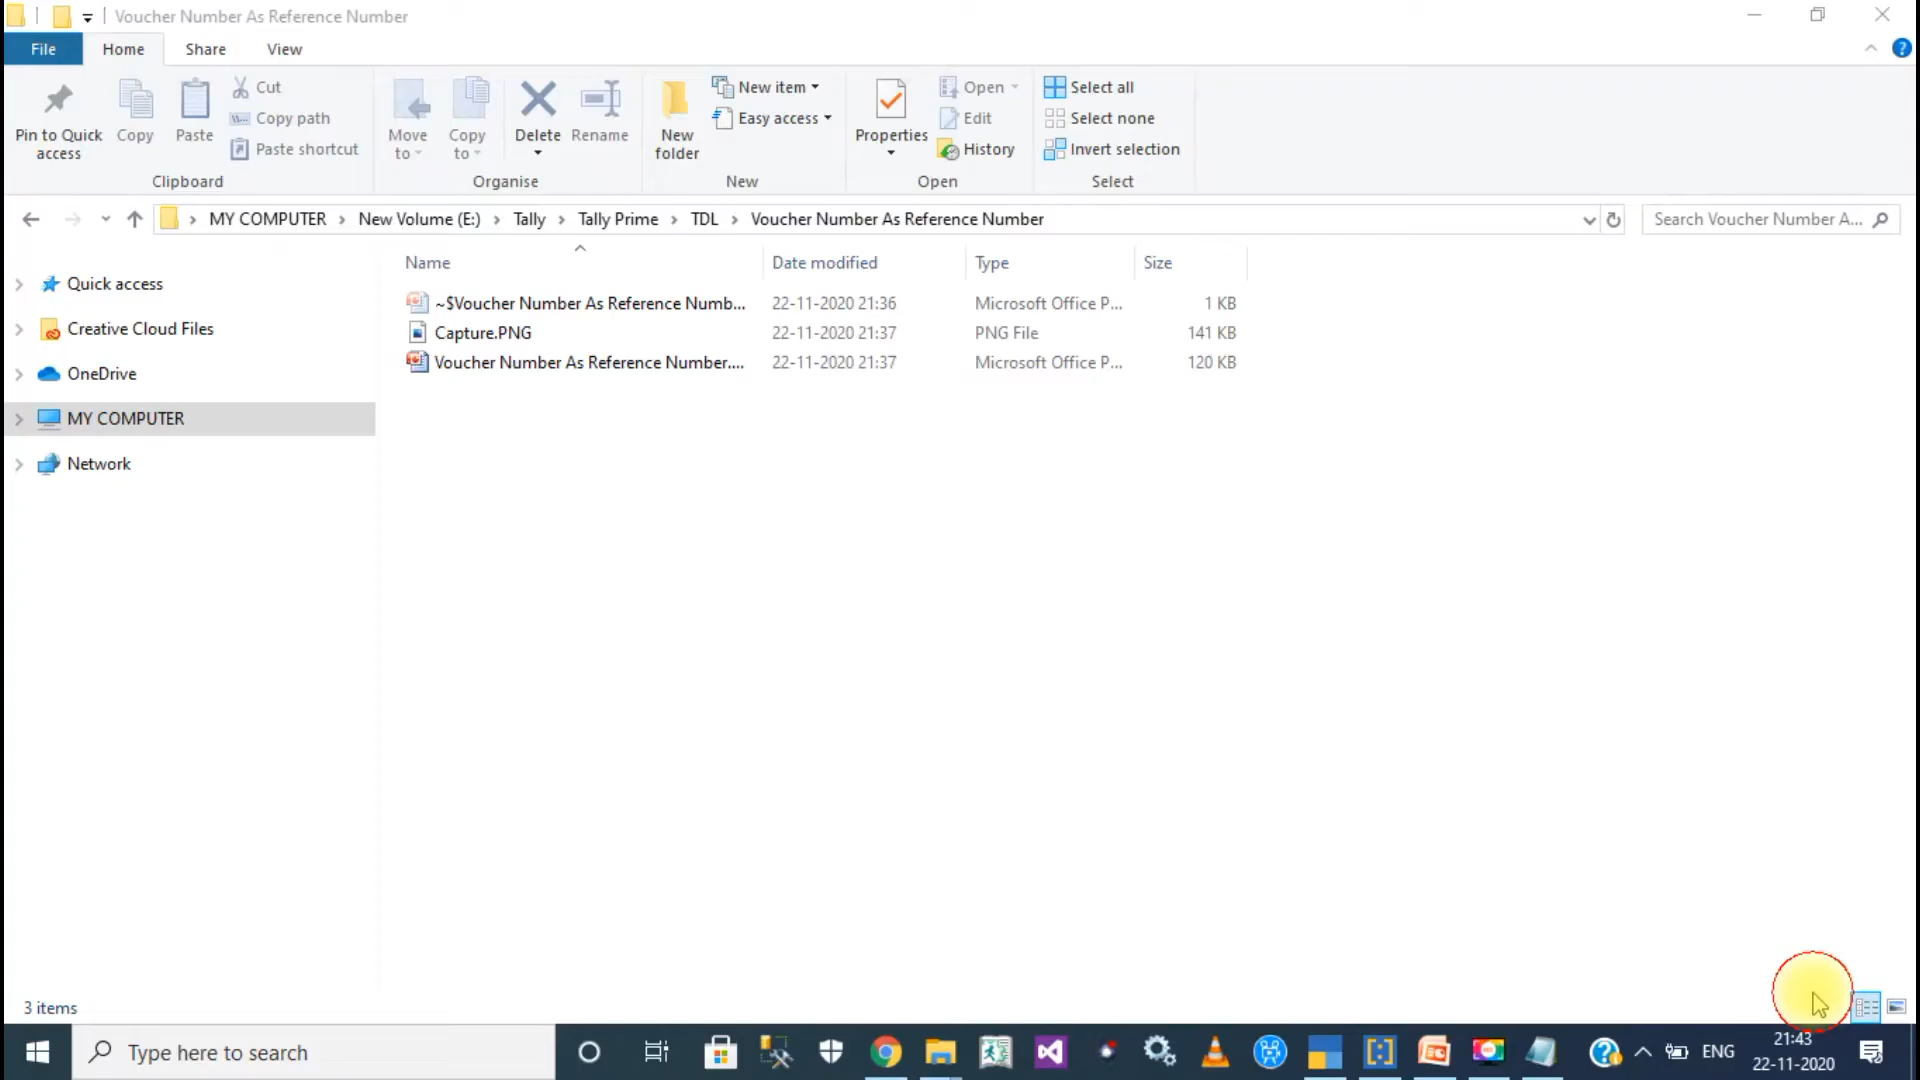 Voucher Number As Reference Number
File Home Share View
Pin to Quick access
Copy
Paste
Cut
Copy path
Paste shortcut
Clipboard
Move to
Copy to
Delete
Rename
Organise
New folder
New item
Easy access
New
Properties
Open
Edit
History
Open
Select all
Select none
Invert selection
Select
MY COMPUTER > New Volume (E:) > Tally > Tally Prime > TDL > Voucher Number As Reference Number
Search Voucher Number A...
Name Date modified Type Size
Quick access
Creative Cloud Files
OneDrive
MY COMPUTER
Network
~$Voucher Number As Reference Numb... 22-11-2020 21:36 Microsoft Office P... 1 KB
Capture.PNG 22-11-2020 21:37 PNG File 141 KB
Voucher Number As Reference Number.... 22-11-2020 21:37 Microsoft Office P... 120 KB
3 items
Type here to search
ENG
21:43
22-11-2020